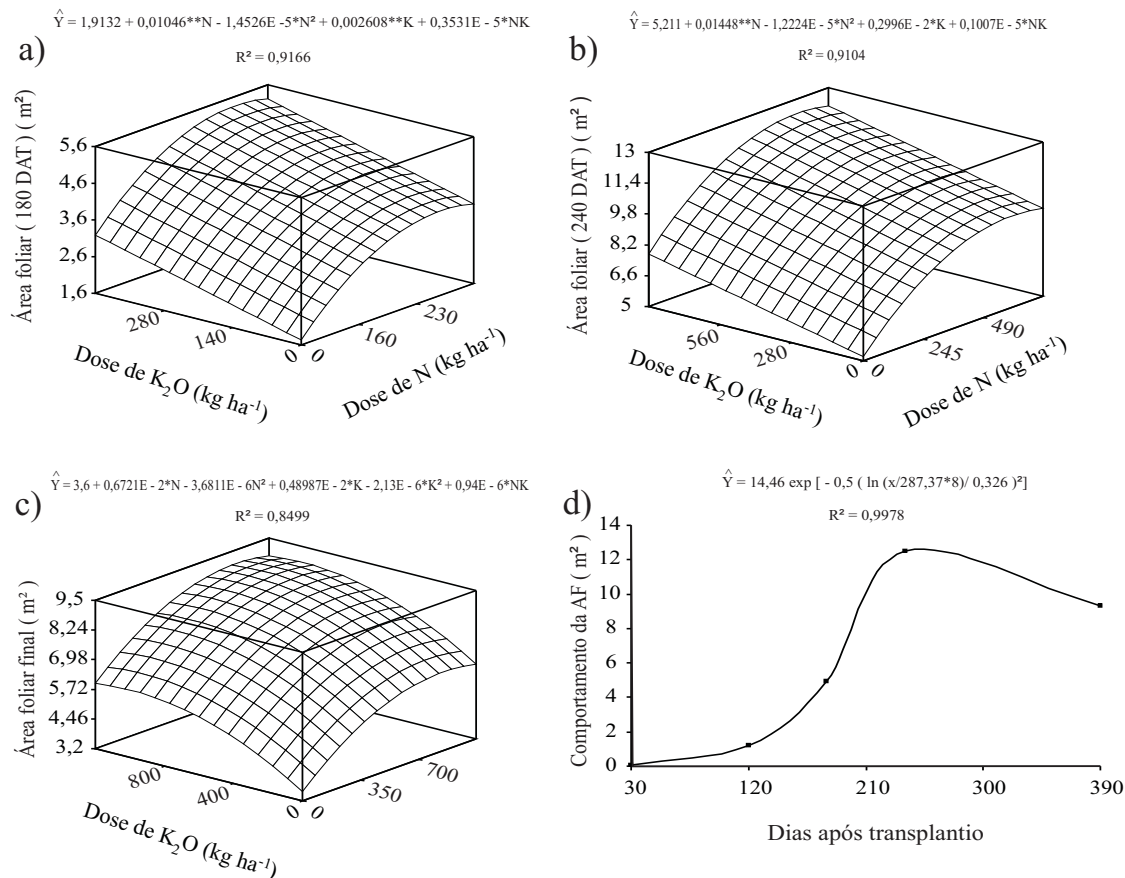 Ŷ = 1,9132 + 0,01046**N - 1,4526E -5*N² + 0,002608**K + 0,3531E - 5*NK
R² = 0,9166
a)
Área foliar ( 180 DAT ) ( m²)
5,6
4,6
3,6
2,6
1,6
280
140
0
0
160
230
Dose de K₂O (kg ha⁻¹)
Dose de N (kg ha⁻¹)
Ŷ = 5,211 + 0,01448**N - 1,2224E - 5*N² + 0,2996E - 2*K + 0,1007E - 5*NK
R² = 0,9104
b)
Área foliar ( 240 DAT ) ( m² )
13
11,4
9,8
8,2
6,6
5
560
280
0
0
245
490
Dose de K₂O (kg ha⁻¹)
Dose de N (kg ha⁻¹)
Ŷ = 3,6 + 0,6721E - 2*N - 3,6811E - 6N² + 0,48987E - 2*K - 2,13E - 6*K² + 0,94E - 6*NK
R² = 0,8499
c)
Área foliar final ( m² )
9,5
8,24
6,98
5,72
4,46
3,2
800
400
0
0
350
700
Dose de K₂O (kg ha⁻¹)
Ŷ = 14,46 exp [ - 0,5 ( ln (x/287,37*8)/ 0,326 )²]
R² = 0,9978
d)
Comportamento da AF ( m² )
14
12
10
8
6
4
2
0
30
120
210
300
390
Dias após transplantio